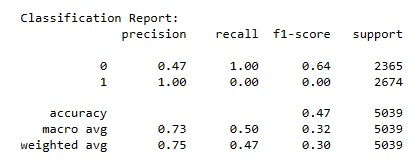 Classification Report:
precision recall f1-score support
0 0.47 1.00 0.64 2365
1 1.00 0.00 0.00 2674
accuracy 0.47 5039
macro avg 0.73 0.50 0.32 5039
weighted avg 0.75 0.47 0.30 5039